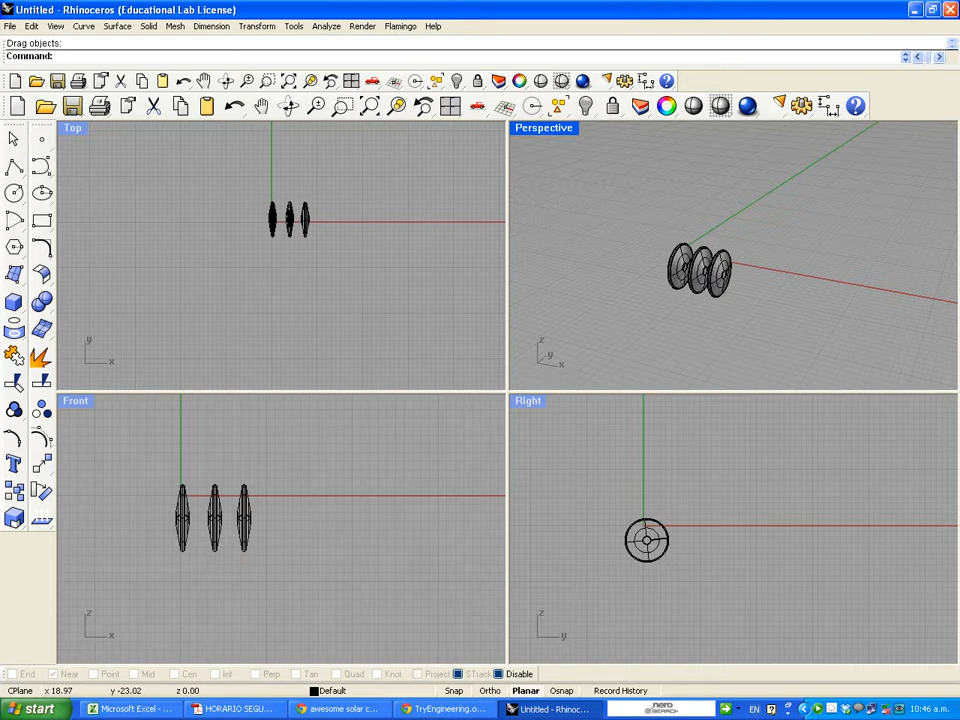 Untitled - Rhinoceros (Educational Lab License)
File Edit View Curve Surface Solid Mesh Dimension Transform Tools Analyze Render Flamingo Help
Drag objects:
Command:
Top
Perspective
y
x
z
y
x
Front
Right
z
x
z
y
End Near Point Mid Cen Int Perp Tan Quad Knot Project STrack Disable
CPlane x 18.97 y -23.02 z 0.00 Default Snap Ortho Planar Osnap Record History
start Microsoft Excel - ... HORARIO SEGU... awesome solar c... TryEngineering.o... Untitled - Rhinoc... nero SEARCH EN 10:46 a.m.